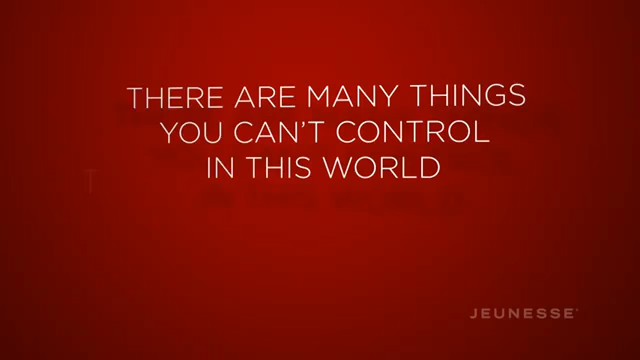 THERE ARE MANY THINGS
YOU CAN'T CONTROL
IN THIS WORLD
T
JEUNESSE